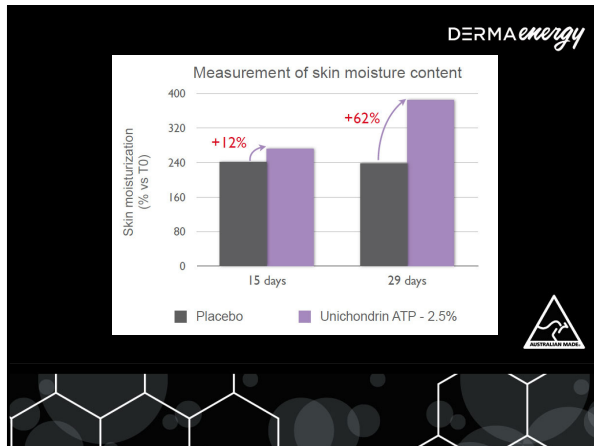 DERMAenergy
Measurement of skin moisture content
Skin moisturization
(% vs T0)
400
320
240
160
80
0
+12%
+62%
15 days
29 days
Placebo
Unichondrin ATP - 2.5%
AUSTRALIAN MADE